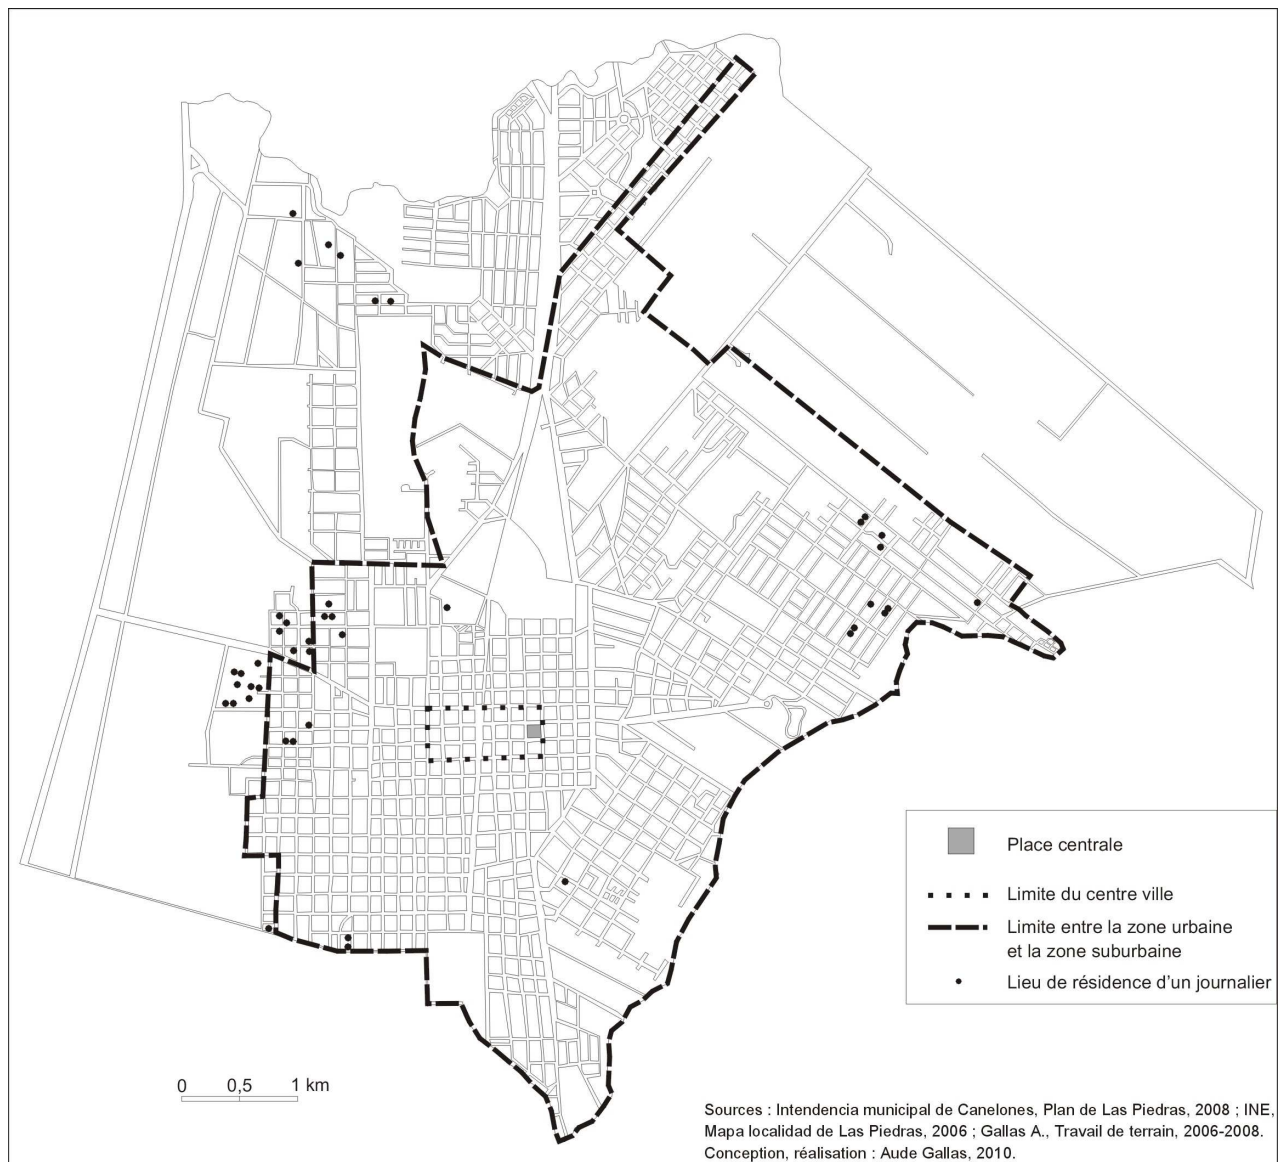 Place centrale
Limite du centre ville
Limite entre la zone urbaine
et la zone suburbaine
Lieu de résidence d'un journalier
0 0,5 1 km
Sources : Intendencia municipal de Canelones, Plan de Las Piedras, 2008 ; INE,
Mapa localidad de Las Piedras, 2006 ; Gallas A., Travail de terrain, 2006-2008.
Conception, réalisation : Aude Gallas, 2010.